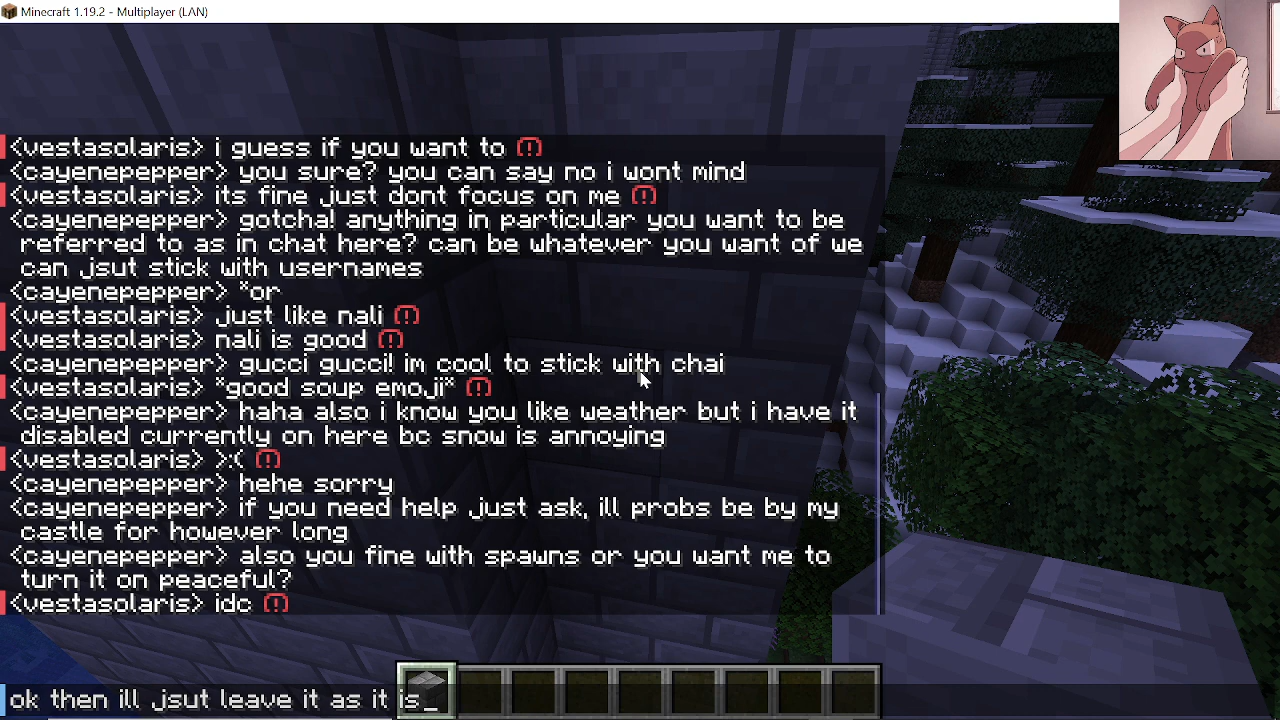 Minecraft 1.19.2 - Multiplayer (LAN)
<vestasolaris> i guess if you want to [!]
<cayenepepper> you sure? you can say no i wont mind
<vestasolaris> its fine just dont focus on me [!]
<cayenepepper> gotcha! anything in particular you want to be
referred to as in chat here? can be whatever you want of we
can jsut stick with usernames
<cayenepepper> *or
<vestasolaris> just like nali [!]
<vestasolaris> nali is good [!]
<cayenepepper> gucci gucci! im cool to stick with chai
<vestasolaris> *good soup emoji* [!]
<cayenepepper> haha also i know you like weather but i have it
disabled currently on here bc snow is annoying
<vestasolaris> >:( [!]
<cayenepepper> hehe sorry
<cayenepepper> if you need help just ask, ill probs be by my
castle for however long
<cayenepepper> also you fine with spawns or you want me to
turn it on peaceful?
<vestasolaris> idc [!]
ok then ill jsut leave it as it is_